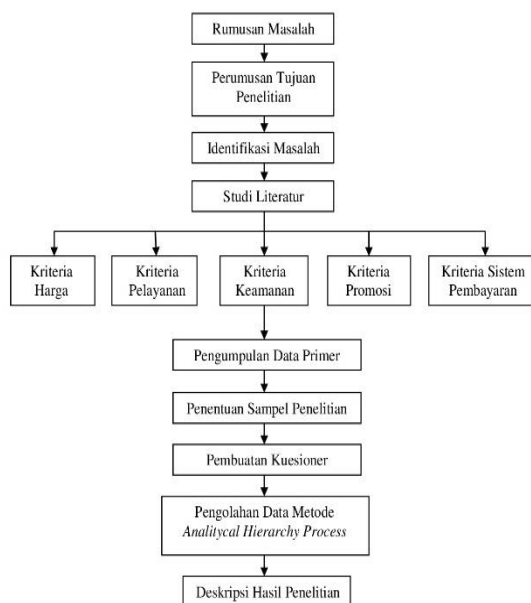 Rumusan Masalah
Perumusan Tujuan
Penelitian
Identifikasi Masalah
Studi Literatur
Kriteria
Harga
Kriteria
Pelayanan
Kriteria
Keamanan
Kriteria
Promosi
Kriteria Sistem
Pembayaran
Pengumpulan Data Primer
Penentuan Sampel Penelitian
Pembuatan Kuesioner
Pengolahan Data Metode
Analitycal Hierarchy Process
Deskripsi Hasil Penelitian